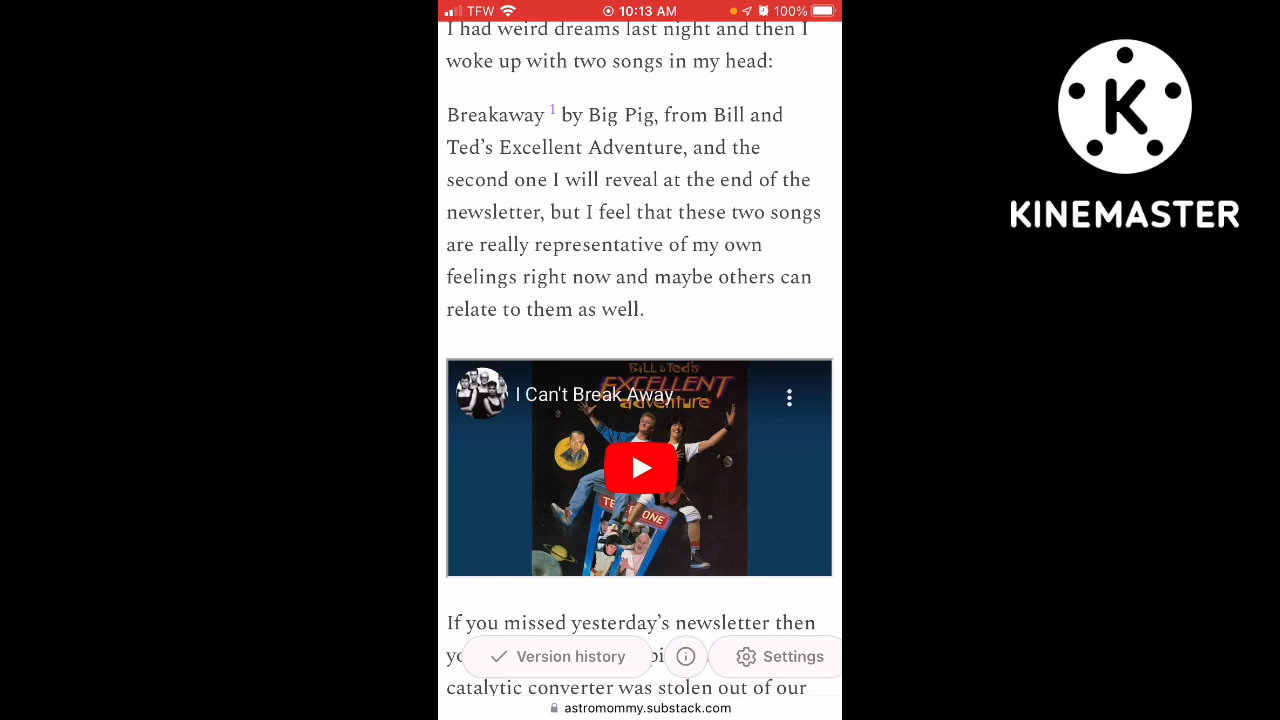 TFW 10:13 AM 100%
I had weird dreams last night and then I
woke up with two songs in my head:
Breakaway 1 by Big Pig, from Bill and
Ted's Excellent Adventure, and the
second one I will reveal at the end of the
newsletter, but I feel that these two songs
are really representative of my own
feelings right now and maybe others can
relate to them as well.
BiLL & TeD's
EXCELLENT
adventure
I Can't Break Away
If you missed yesterday's newsletter then
Version history
Settings
catalytic converter was stolen out of our
astromommy.substack.com
K
KINEMASTER